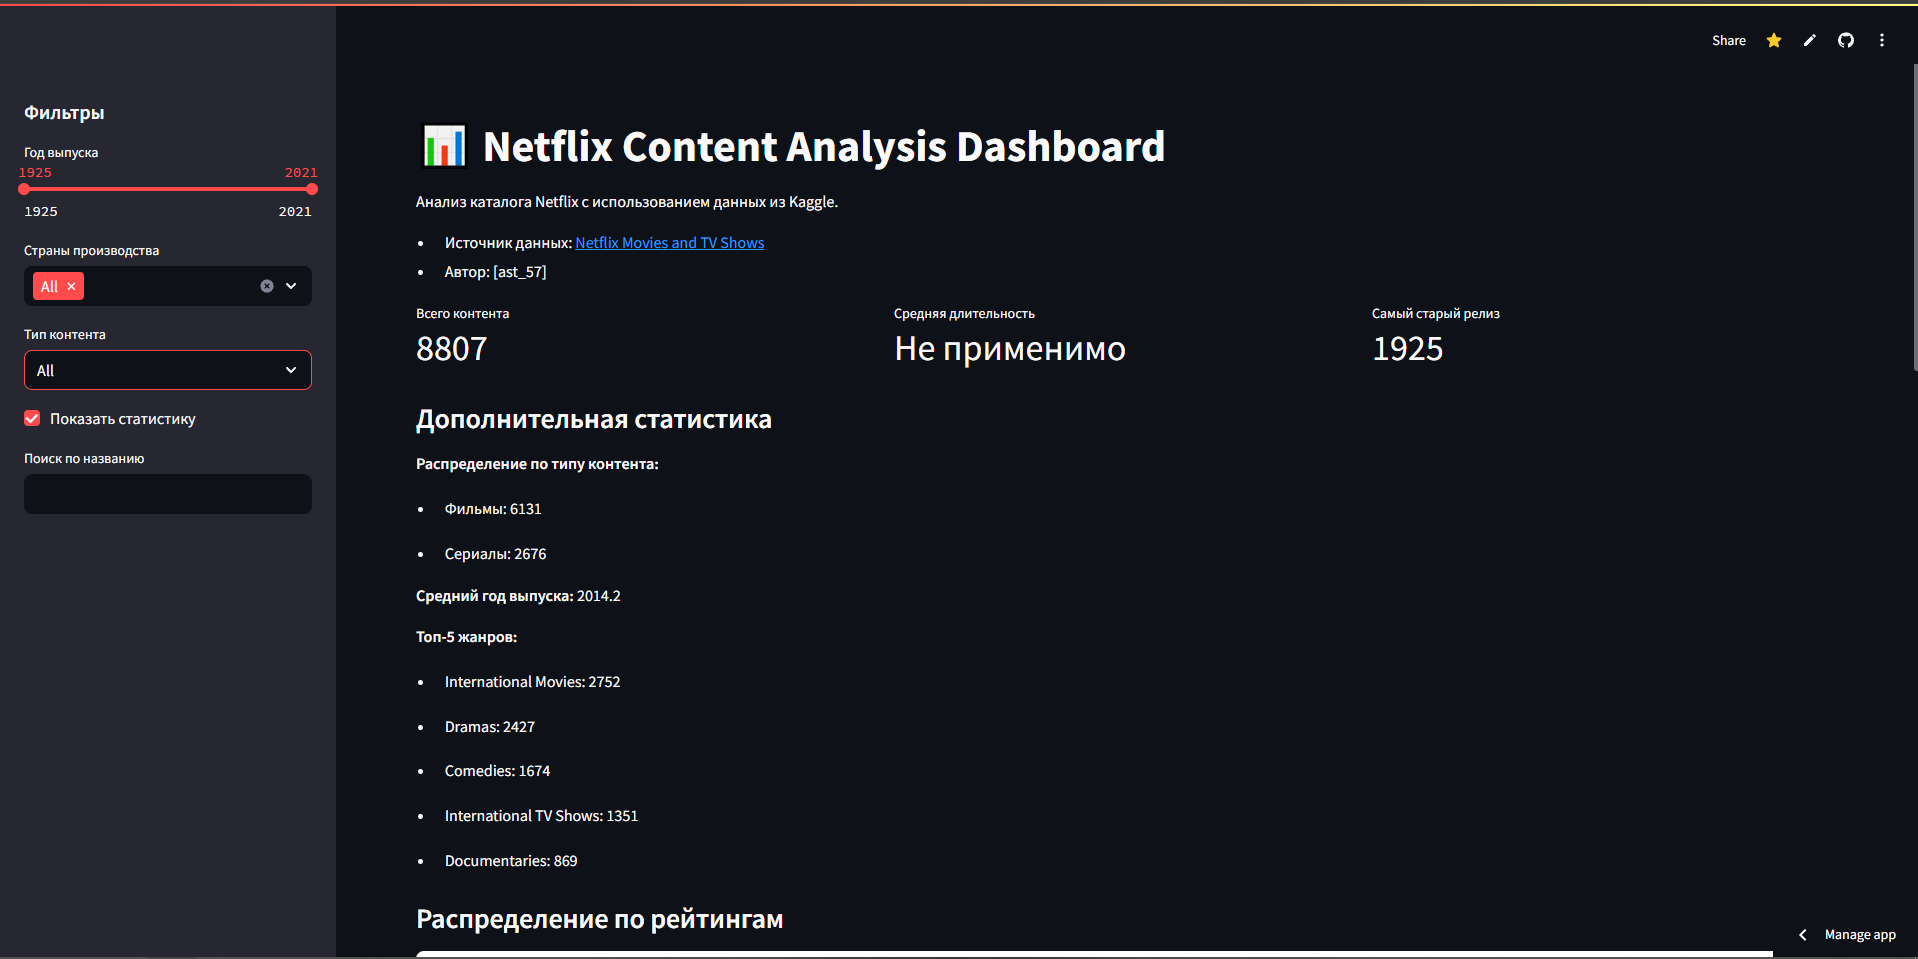 Share
Фильтры
Год выпуска
1925 2021
1925 2021
Страны производства
All
Тип контента
All
Показать статистику
Поиск по названию
Netflix Content Analysis Dashboard
Анализ каталога Netflix с использованием данных из Kaggle.
• Источник данных: Netflix Movies and TV Shows
• Автор: [ast_57]
Всего контента
8807
Средняя длительность
Не применимо
Самый старый релиз
1925
Дополнительная статистика
Распределение по типу контента:
• Фильмы: 6131
• Сериалы: 2676
Средний год выпуска: 2014.2
Топ-5 жанров:
• International Movies: 2752
• Dramas: 2427
• Comedies: 1674
• International TV Shows: 1351
• Documentaries: 869
Распределение по рейтингам
Manage app